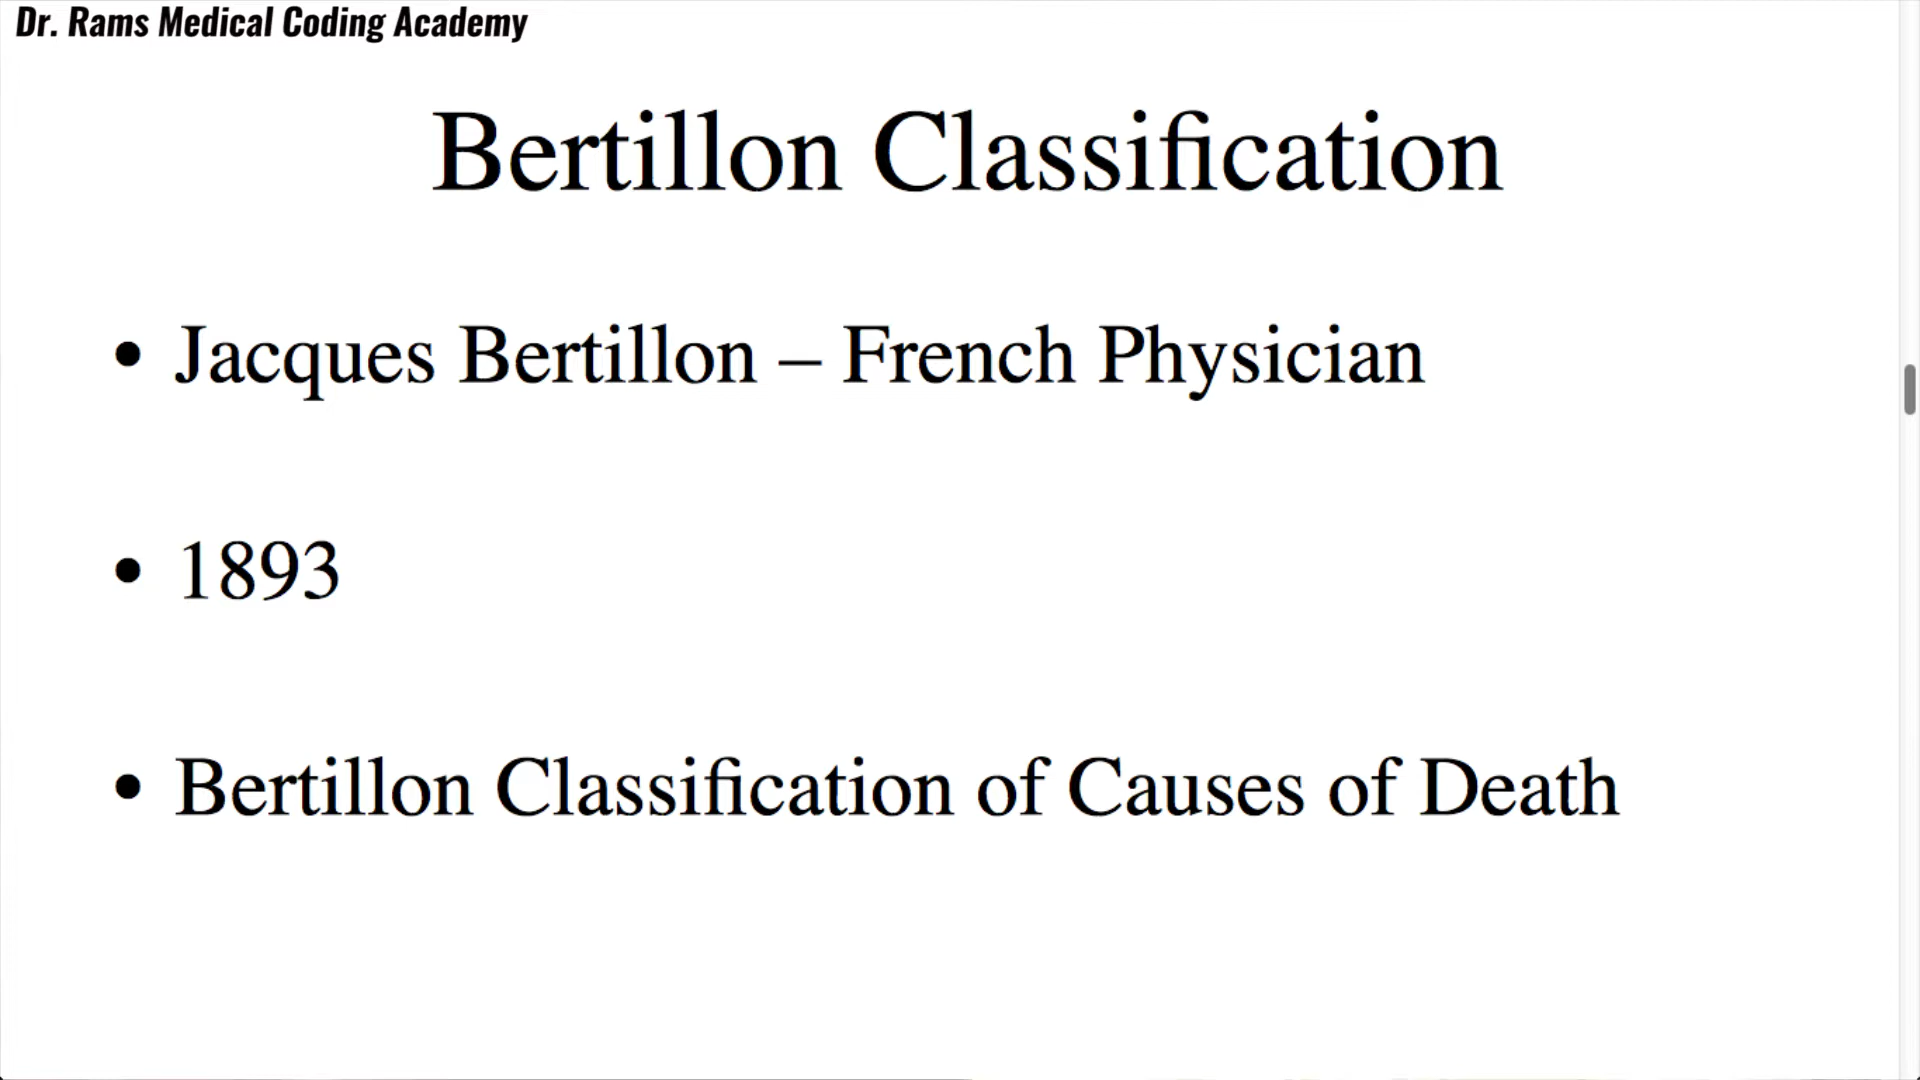 Dr. Rams Medical Coding Academy
Bertillon Classification
• Jacques Bertillon – French Physician
• 1893
• Bertillon Classification of Causes of Death